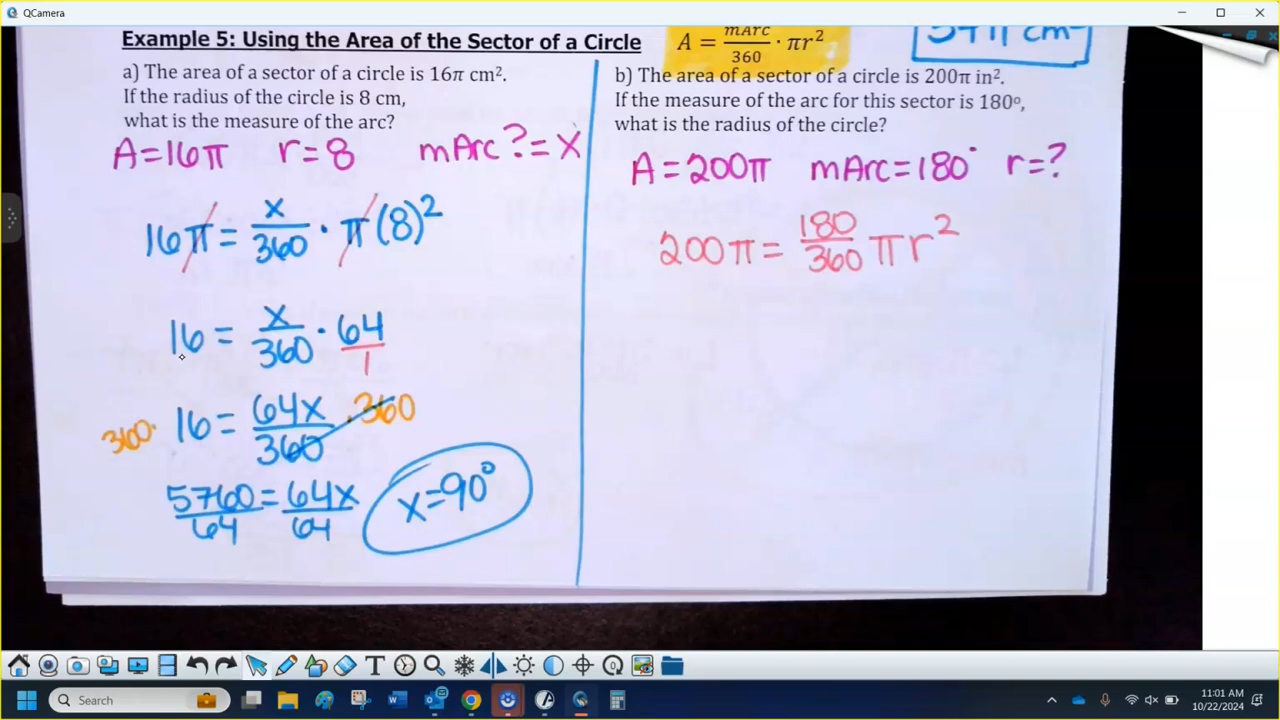 QCamera
Example 5: Using the Area of the Sector of a Circle
A = mArc/360 · πr²
54π cm²
a) The area of a sector of a circle is 16π cm².
If the radius of the circle is 8 cm,
what is the measure of the arc?
A=16π r=8 mArc?=X
16π = x/360 · π(8)²
16 = x/360 · 64/1
360· 16 = 64x/360 · 360
5760/64 = 64x/64
x=90°
b) The area of a sector of a circle is 200π in².
If the measure of the arc for this sector is 180°,
what is the radius of the circle?
A=200π mArc=180° r=?
200π = 180/360 πr²
Search
11:01 AM
10/22/2024